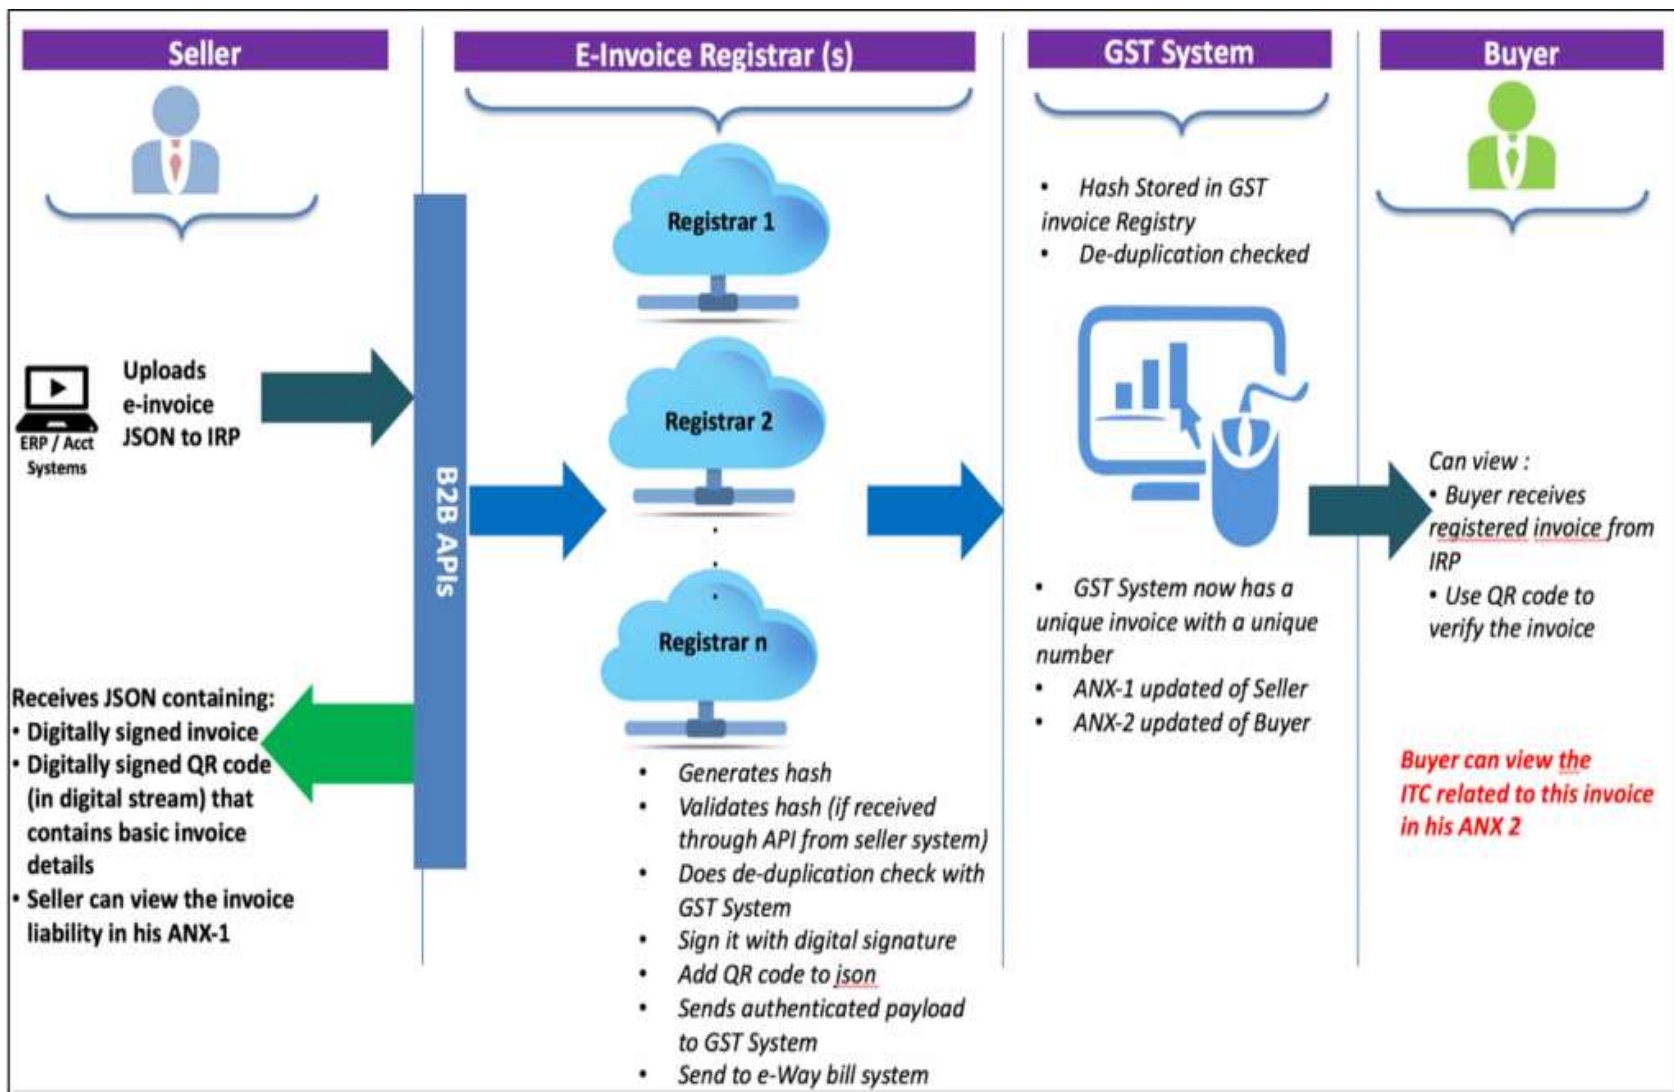 Seller
ERP / Acct
Systems
Uploads
e-invoice
JSON to IRP
Receives JSON containing:
• Digitally signed invoice
• Digitally signed QR code
(in digital stream) that
contains basic invoice
details
• Seller can view the invoice
liability in his ANX-1
B2B APIs
E-Invoice Registrar (s)
Registrar 1
Registrar 2
Registrar n
• Generates hash
• Validates hash (if received
through API from seller system)
• Does de-duplication check with
GST System
• Sign it with digital signature
• Add QR code to json
• Sends authenticated payload
to GST System
• Send to e-Way bill system
GST System
• Hash Stored in GST
invoice Registry
• De-duplication checked
• GST System now has a
unique invoice with a unique
number
• ANX-1 updated of Seller
• ANX-2 updated of Buyer
Buyer
Can view :
• Buyer receives
registered invoice from
IRP
• Use QR code to
verify the invoice
Buyer can view the
ITC related to this invoice
in his ANX 2